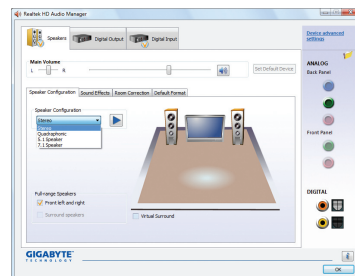 Realtek HD Audio Manager
Speakers
Digital Output
Digital Input
Device advanced settings
Main Volume
L
R
Set Default Device
ANALOG
Back Panel
Speaker Configuration
Sound Effects
Room Correction
Default Format
Speaker Configuration
Stereo
Stereo
Quadraphonic
5.1 Speaker
7.1 Speaker
Front Panel
Full-range Speakers
Front left and right
Surround speakers
Virtual Surround
DIGITAL
GIGABYTE
TECHNOLOGY
i
OK